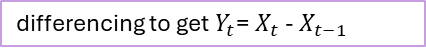 differencing to get Yₜ= Xₜ - Xₜ₋₁